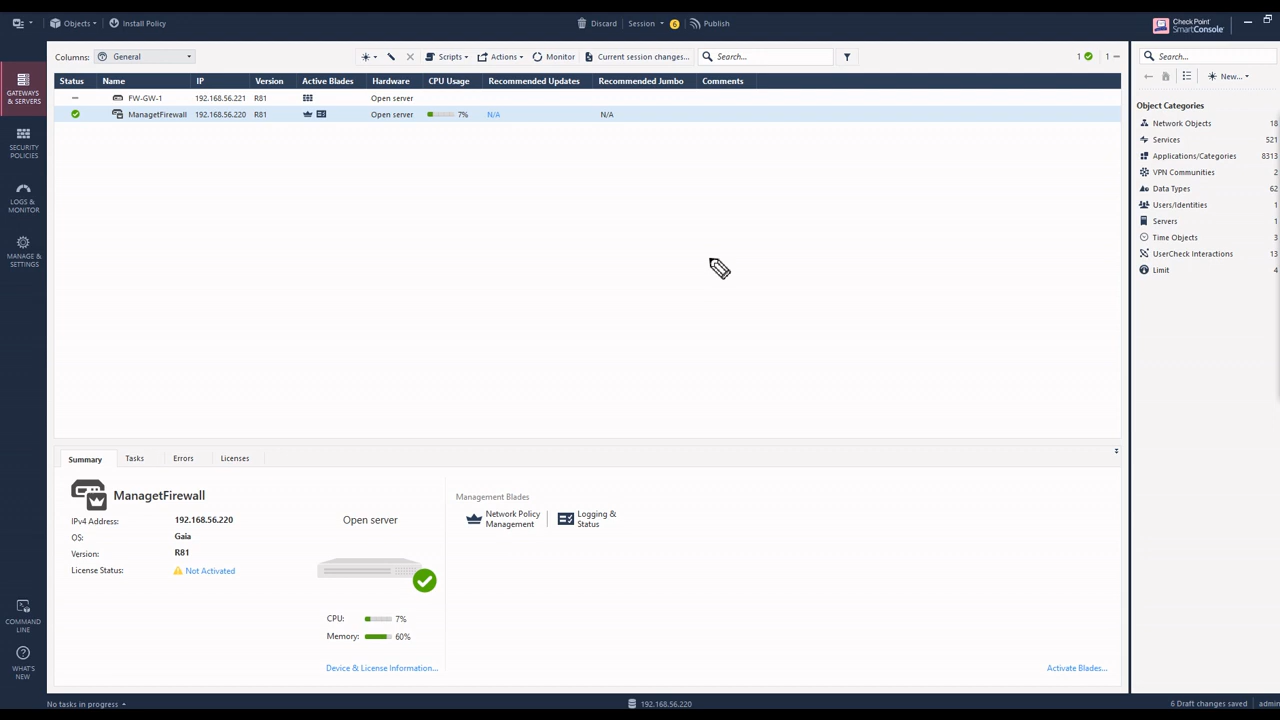 Objects
Install Policy
Discard
Session
6
Publish
Check Point
SmartConsole
Columns:
General
Scripts
Actions
Monitor
Current session changes...
Search...
1
1
Status
Name
IP
Version
Active Blades
Hardware
CPU Usage
Recommended Updates
Recommended Jumbo
Comments
FW-GW-1
192.168.56.221
R81
Open server
ManagetFirewall
192.168.56.220
R81
Open server
7%
N/A
N/A
GATEWAYS
& SERVERS
SECURITY
POLICIES
LOGS &
MONITOR
MANAGE &
SETTINGS
COMMAND
LINE
WHAT'S
NEW
Search...
New...
Object Categories
Network Objects 18
Services 521
Applications/Categories 8313
VPN Communities 2
Data Types 62
Users/Identities 1
Servers 1
Time Objects 3
UserCheck Interactions 13
Limit 4
Summary
Tasks
Errors
Licenses
ManagetFirewall
IPv4 Address: 192.168.56.220
OS: Gaia
Version: R81
License Status: Not Activated
Open server
CPU: 7%
Memory: 60%
Device & License Information...
Management Blades
Network Policy
Management
Logging &
Status
Activate Blades...
No tasks in progress
192.168.56.220
6 Draft changes saved
admin